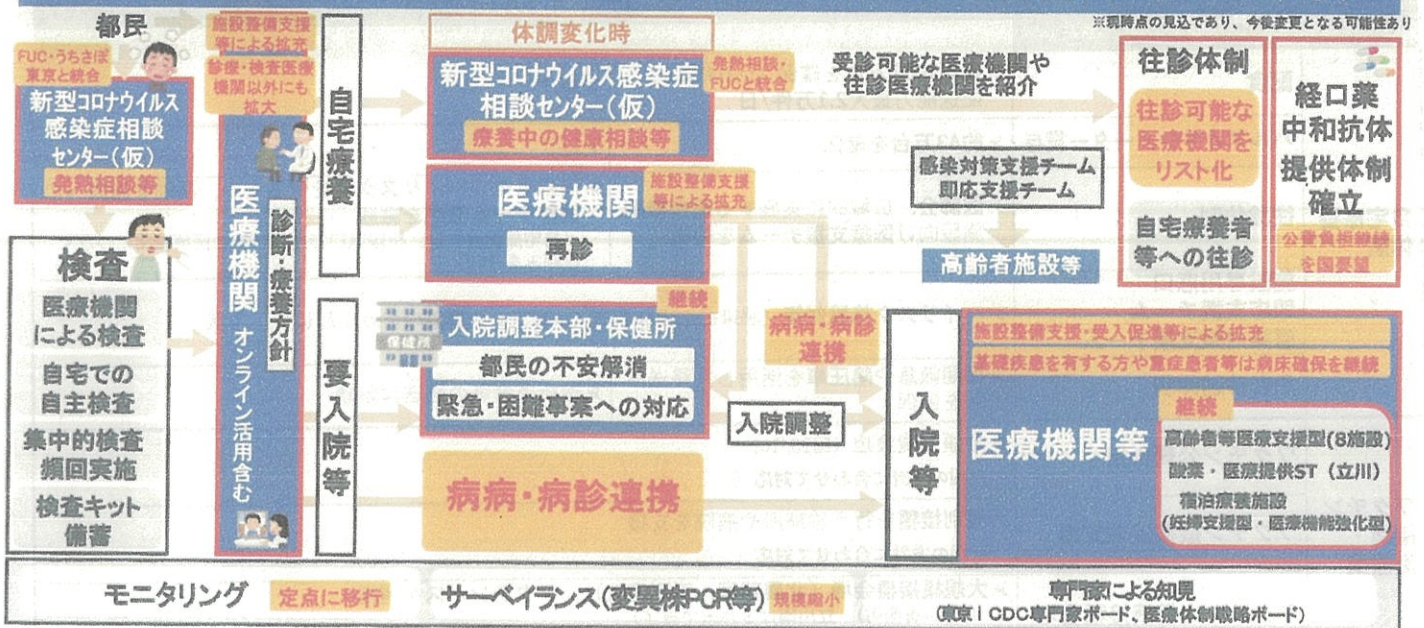 ※現時点の見込であり、今後変更となる可能性あり
都民
FUC・うちさぽ
東京と統合
新型コロナウイルス
感染症相談
センター(仮)
発熱相談等
検査
医療機関
による検査
自宅での
自主検査
集中的検査
頻回実施
検査キット
備蓄
施設整備支援
等による拡充
診療・検査医療
機関以外にも
拡大
医療機関
オンライン活用含む
診断・療養方針
自宅療養
要入院等
体調変化時
新型コロナウイルス感染症
相談センター(仮)
発熱相談・
FUCと統合
療養中の健康相談等
医療機関
施設整備支援
等による拡充
再診
継続
保健所
入院調整本部・保健所
都民の不安解消
緊急・困難事案への対応
病病・病診連携
受診可能な医療機関や
往診医療機関を紹介
感染対策支援チーム
即応支援チーム
高齢者施設等
病病・病診
連携
入院調整
往診体制
往診可能な
医療機関を
リスト化
自宅療養者
等への往診
経口薬
中和抗体
提供体制
確立
公費負担継続
を国要望
入院等
施設整備支援・受入促進等による拡充
基礎疾患を有する方や重症患者等は病床確保を継続
医療機関等
継続
高齢者等医療支援型(8施設)
酸素・医療提供ST(立川)
宿泊療養施設
(妊婦支援型・医療機能強化型)
モニタリング 定点に移行
サーベイランス(変異株PCR等) 規模縮小
専門家による知見
(東京iCDC専門家ボード、医療体制戦略ボード)